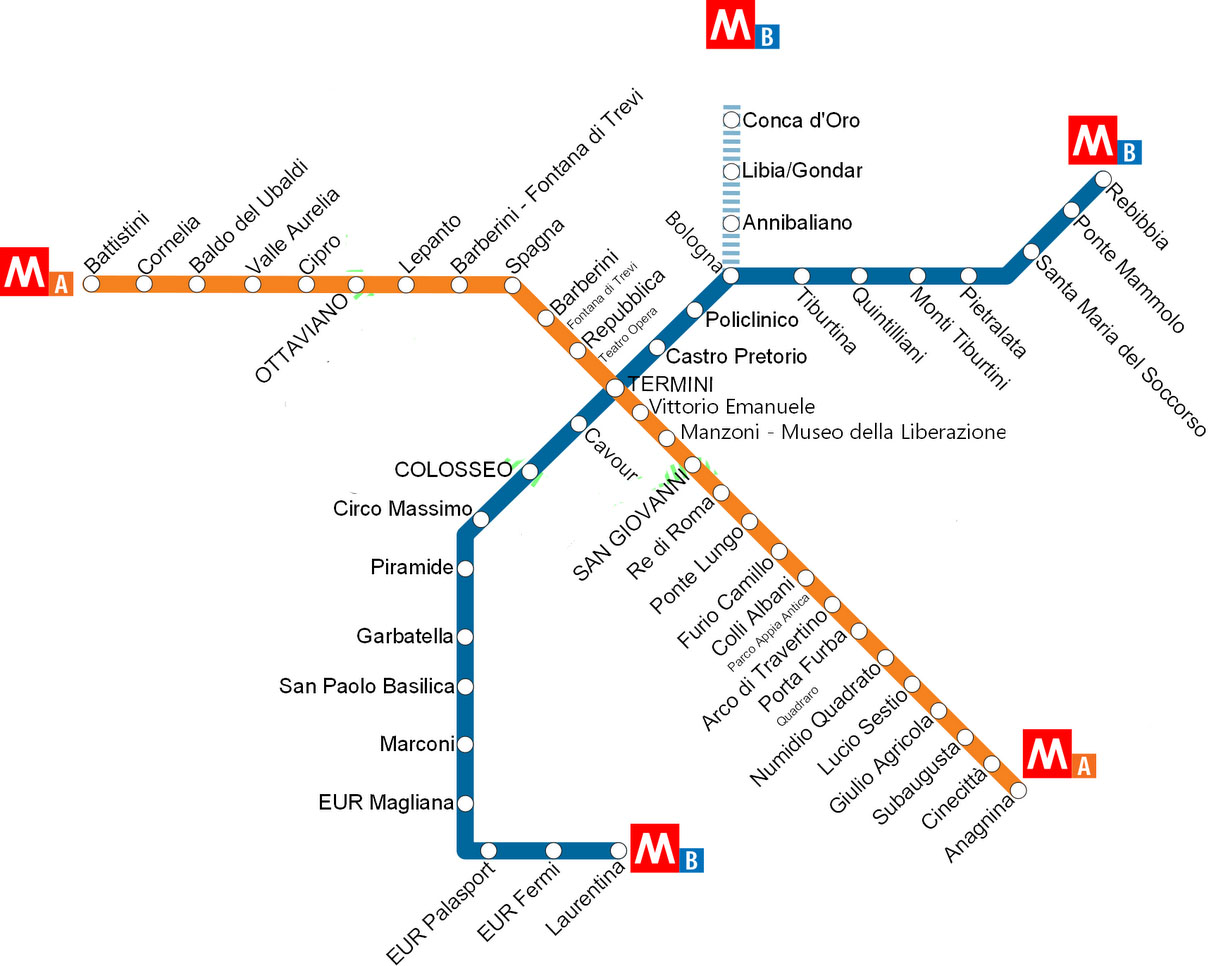 M B
Conca d'Oro
Libia/Gondar
Annibaliano
Bologna
M B
Rebibbia
Ponte Mammolo
Santa Maria del Soccorso
Pietralata
Monti Tiburtini
Quintilliani
Tiburtina
Policlinico
Castro Pretorio
M A
Battistini
Cornelia
Baldo del Ubaldi
Valle Aurelia
Cipro
OTTAVIANO
Lepanto
Barberini - Fontana di Trevi
Spagna
Barberini
Fontana di Trevi
Repubblica
Teatro Opera
TERMINI
Vittorio Emanuele
Manzoni - Museo della Liberazione
Cavour
COLOSSEO
Circo Massimo
Piramide
Garbatella
San Paolo Basilica
Marconi
EUR Magliana
EUR Palasport
EUR Fermi
Laurentina
M B
SAN GIOVANNI
Re di Roma
Ponte Lungo
Furio Camillo
Colli Albani
Parco Appia Antica
Arco di Travertino
Porta Furba
Quadraro
Numidio Quadrato
Lucio Sestio
Giulio Agricola
Subaugusta
Cinecittà
Anagnina
M A